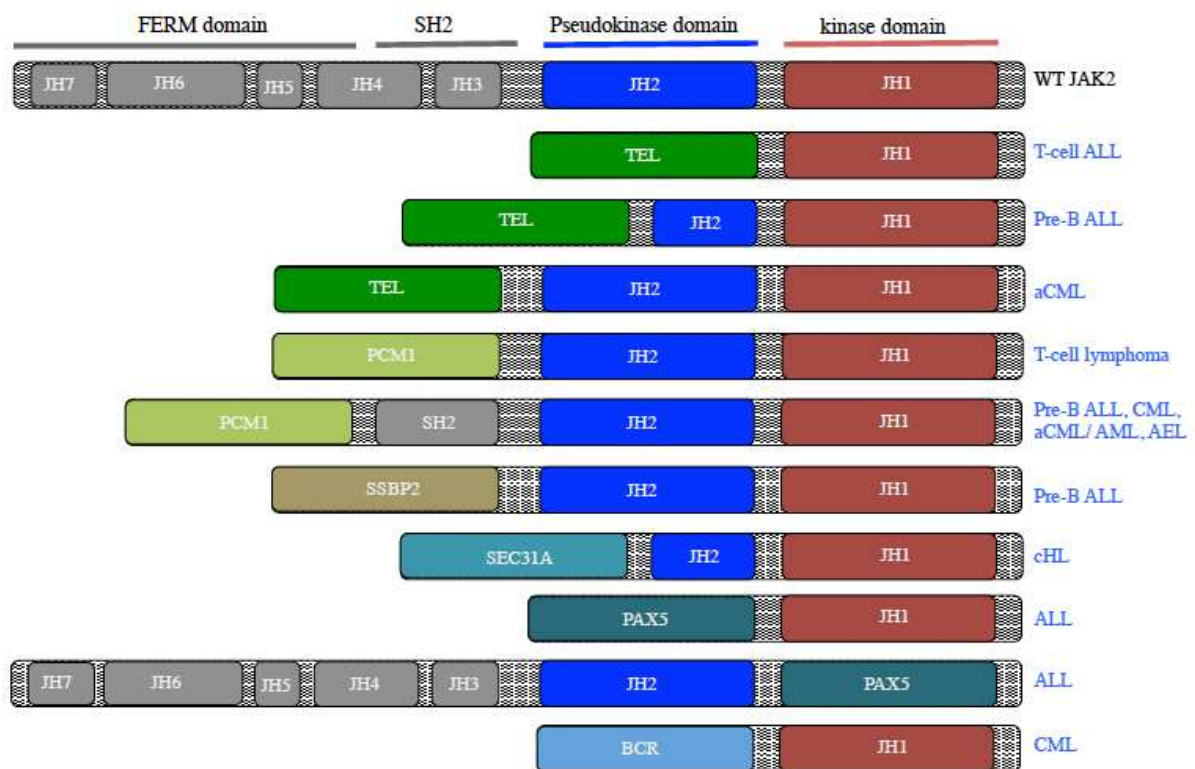 FERM domain SH2 Pseudokinase domain kinase domain
JH7 JH6 JH5 JH4 JH3 JH2 JH1 WT JAK2
TEL JH1 T-cell ALL
TEL JH2 JH1 Pre-B ALL
TEL JH2 JH1 aCML
PCM1 JH2 JH1 T-cell lymphoma
PCM1 SH2 JH2 JH1 Pre-B ALL, CML,
aCML/ AML, AEL
SSBP2 JH2 JH1 Pre-B ALL
SEC31A JH2 JH1 cHL
PAX5 JH1 ALL
JH7 JH6 JH5 JH4 JH3 JH2 PAX5 ALL
BCR JH1 CML